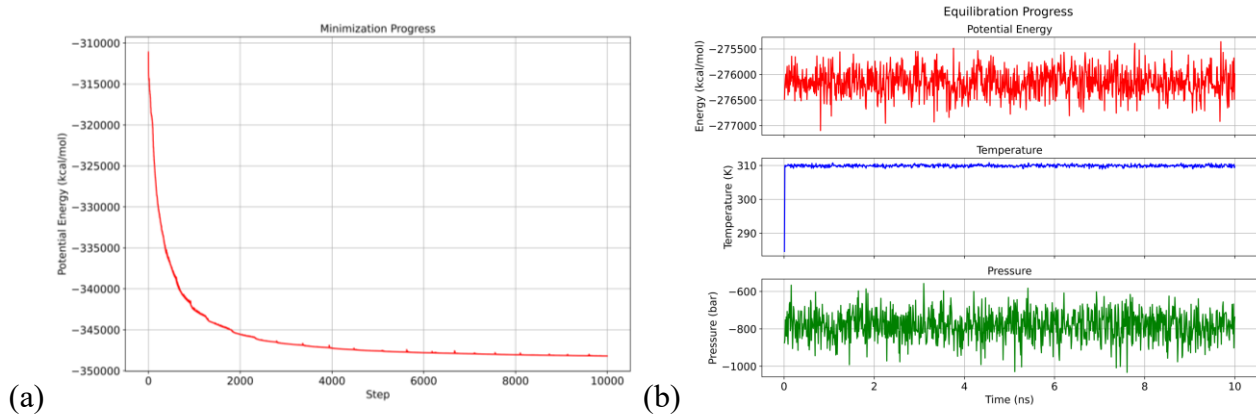 Minimization Progress
Potential Energy (kcal/mol)
−310000
−315000
−320000
−325000
−330000
−335000
−340000
−345000
−350000
0 2000 4000 6000 8000 10000
Step
(a)
Equilibration Progress
Potential Energy
Energy (kcal/mol)
−275500
−276000
−276500
−277000
Temperature
Temperature (K)
310
300
290
Pressure
Pressure (bar)
−600
−800
−1000
0 2 4 6 8 10
Time (ns)
(b)